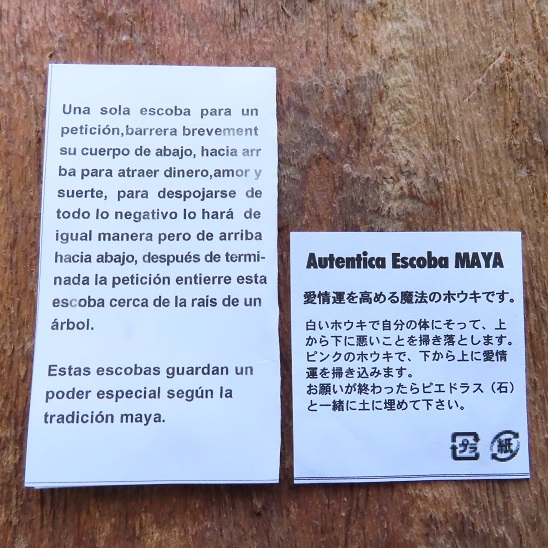 Una sola escoba para un
petición,barrera brevement
su cuerpo de abajo, hacia arr
ba para atraer dinero,amor y
suerte, para despojarse de
todo lo negativo lo hará de
igual manera pero de arriba
hacia abajo, después de termi-
nada la petición entierre esta
escoba cerca de la raís de un
árbol.
Estas escobas guardan un
poder especial según la
tradición maya.
Autentica Escoba MAYA
愛情運を高める魔法のホウキです。
白いホウキで自分の体にそって、上
から下に悪いことを掃き落とします。
ピンクのホウキで、下から上に愛情
運を掃き込みます。
お願いが終わったらピエドラス（石）
と一緒に土に埋めて下さい。
プラ 紙